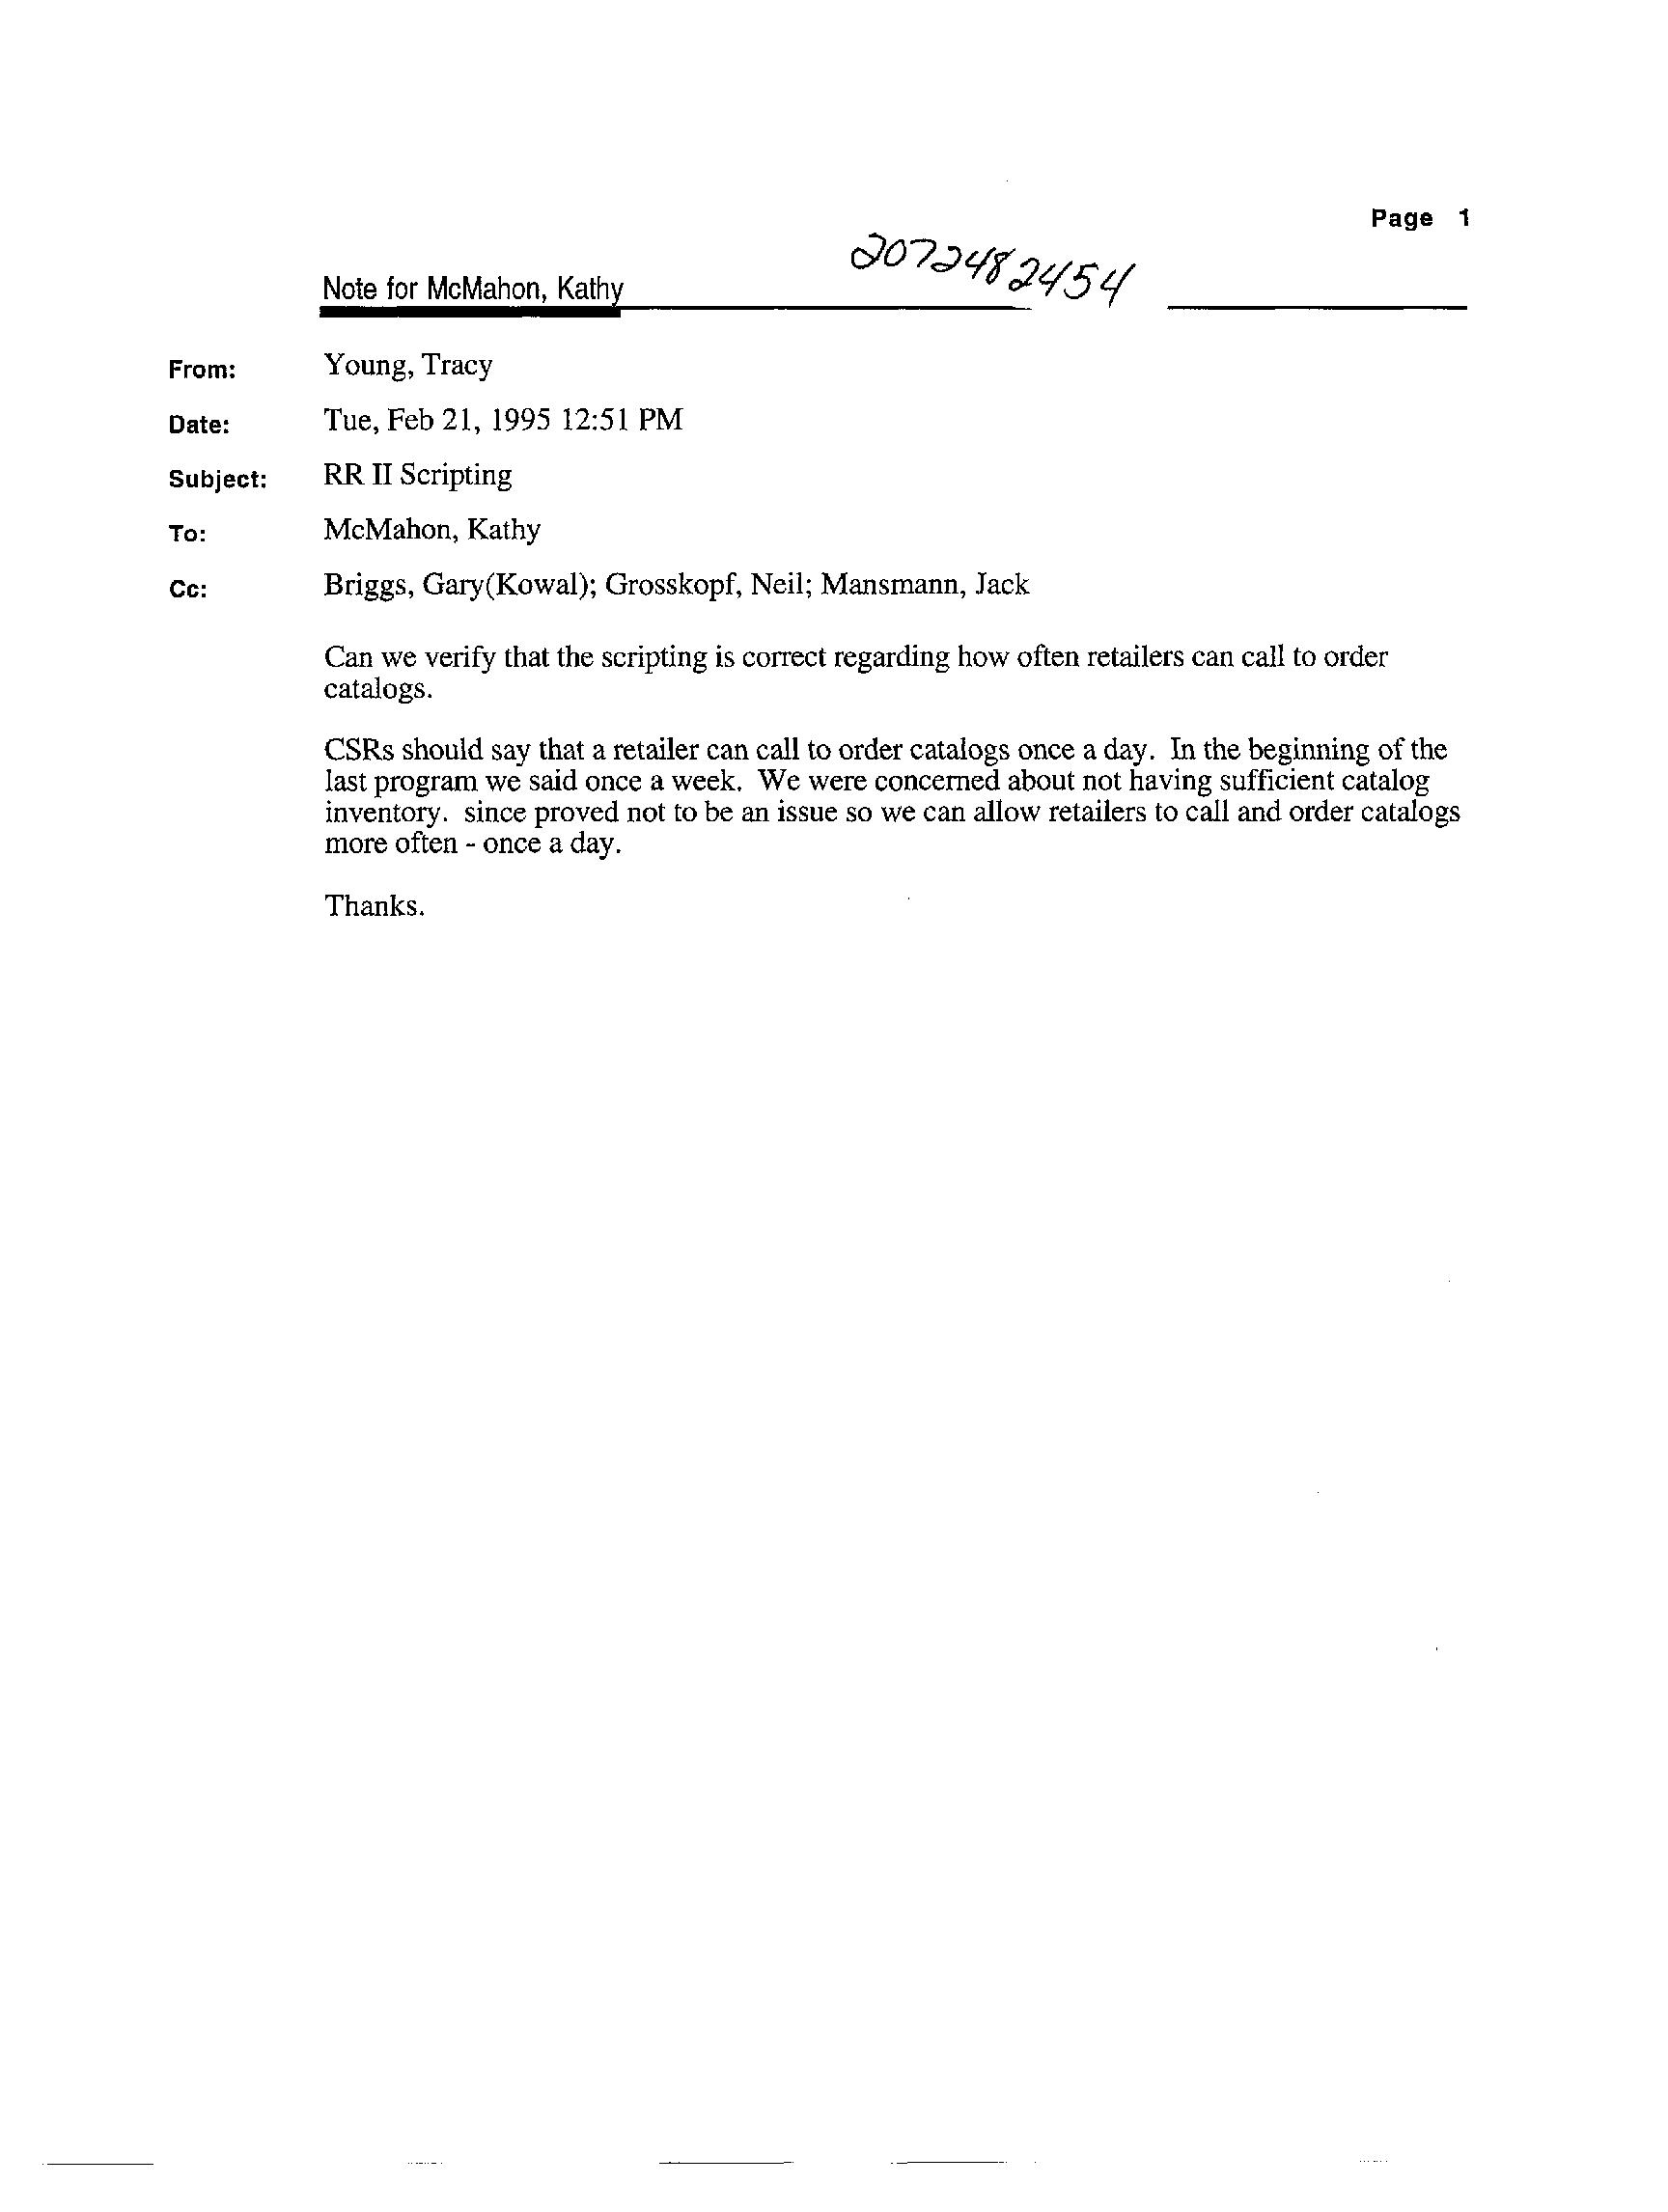 Page 1
2072482454
Note for McMahon, Kathy
From: Young, Tracy
Date: Tue, Feb 21, 1995 12:51 PM
Subject: RR II Scripting
To: McMahon, Kathy
Cc: Briggs, Gary(Kowal); Grosskopf, Neil; Mansmann, Jack
Can we verify that the scripting is correct regarding how often retailers can call to order
catalogs.
CSRs should say that a retailer can call to order catalogs once a day. In the beginning of the
last program we said once a week. We were concerned about not having sufficient catalog
inventory. since proved not to be an issue so we can allow retailers to call and order catalogs
more often - once a day.
Thanks.